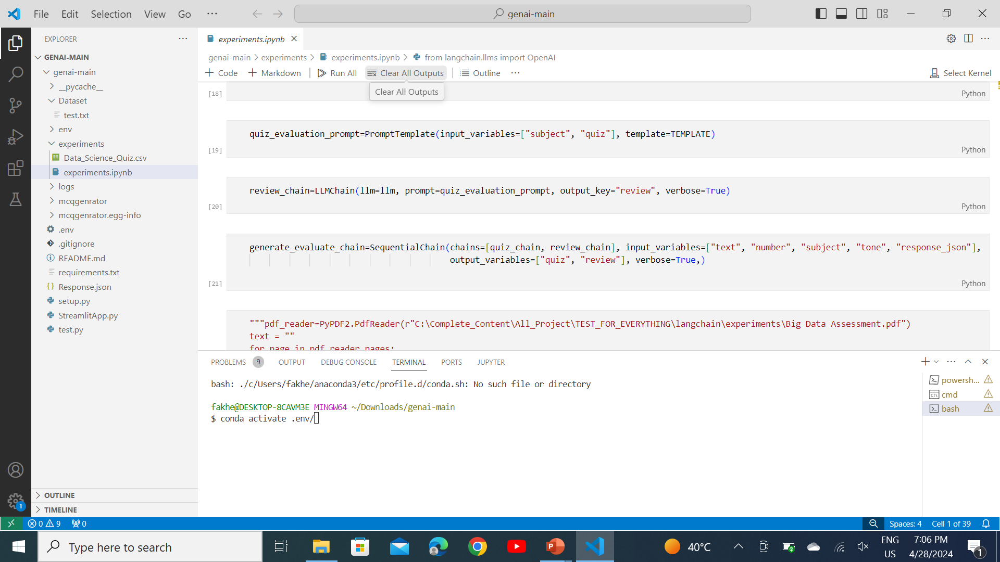 File Edit Selection View Go ···
genai-main
EXPLORER
GENAI-MAIN
genai-main
__pycache__
Dataset
test.txt
env
experiments
Data_Science_Quiz.csv
experiments.ipynb
logs
mcqgenrator
mcqgenrator.egg-info
.env
.gitignore
README.md
requirements.txt
Response.json
setup.py
StreamlitApp.py
test.py
OUTLINE
TIMELINE
experiments.ipynb
genai-main > experiments > experiments.ipynb > from langchain.llms import OpenAI
+ Code + Markdown Run All Clear All Outputs Outline ··· Select Kernel
Clear All Outputs
[18] Python
quiz_evaluation_prompt=PromptTemplate(input_variables=["subject", "quiz"], template=TEMPLATE)
[19] Python
review_chain=LLMChain(llm=llm, prompt=quiz_evaluation_prompt, output_key="review", verbose=True)
[20] Python
generate_evaluate_chain=SequentialChain(chains=[quiz_chain, review_chain], input_variables=["text", "number", "subject", "tone", "response_json"],
output_variables=["quiz", "review"], verbose=True,)
[21] Python
"""pdf_reader=PyPDF2.PdfReader(r"C:\Complete_Content\All_Project\TEST_FOR_EVERYTHING\langchain\experiments\Big Data Assessment.pdf")
text = ""
for page in pdf_reader.pages:
PROBLEMS 9 OUTPUT DEBUG CONSOLE TERMINAL PORTS JUPYTER
bash: ./c/Users/fakhe/anaconda3/etc/profile.d/conda.sh: No such file or directory
fakhe@DESKTOP-8CAVM3E MINGW64 ~/Downloads/genai-main
$ conda activate .env/
powersh...
cmd
bash
1
0 9 0
Spaces: 4 Cell 1 of 39
Type here to search
40°C
ENG
US
7:06 PM
4/28/2024
1